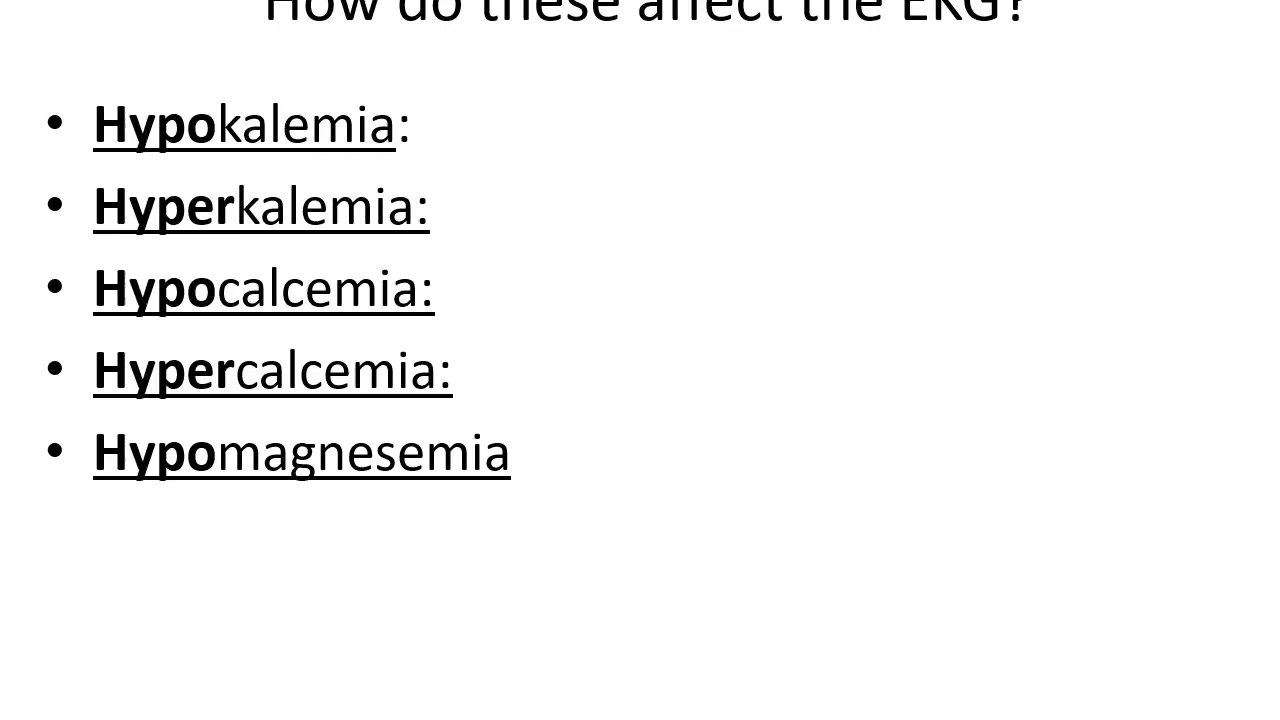 How do these affect the EKG?
• Hypokalemia:
• Hyperkalemia:
• Hypocalcemia:
• Hypercalcemia:
• Hypomagnesemia